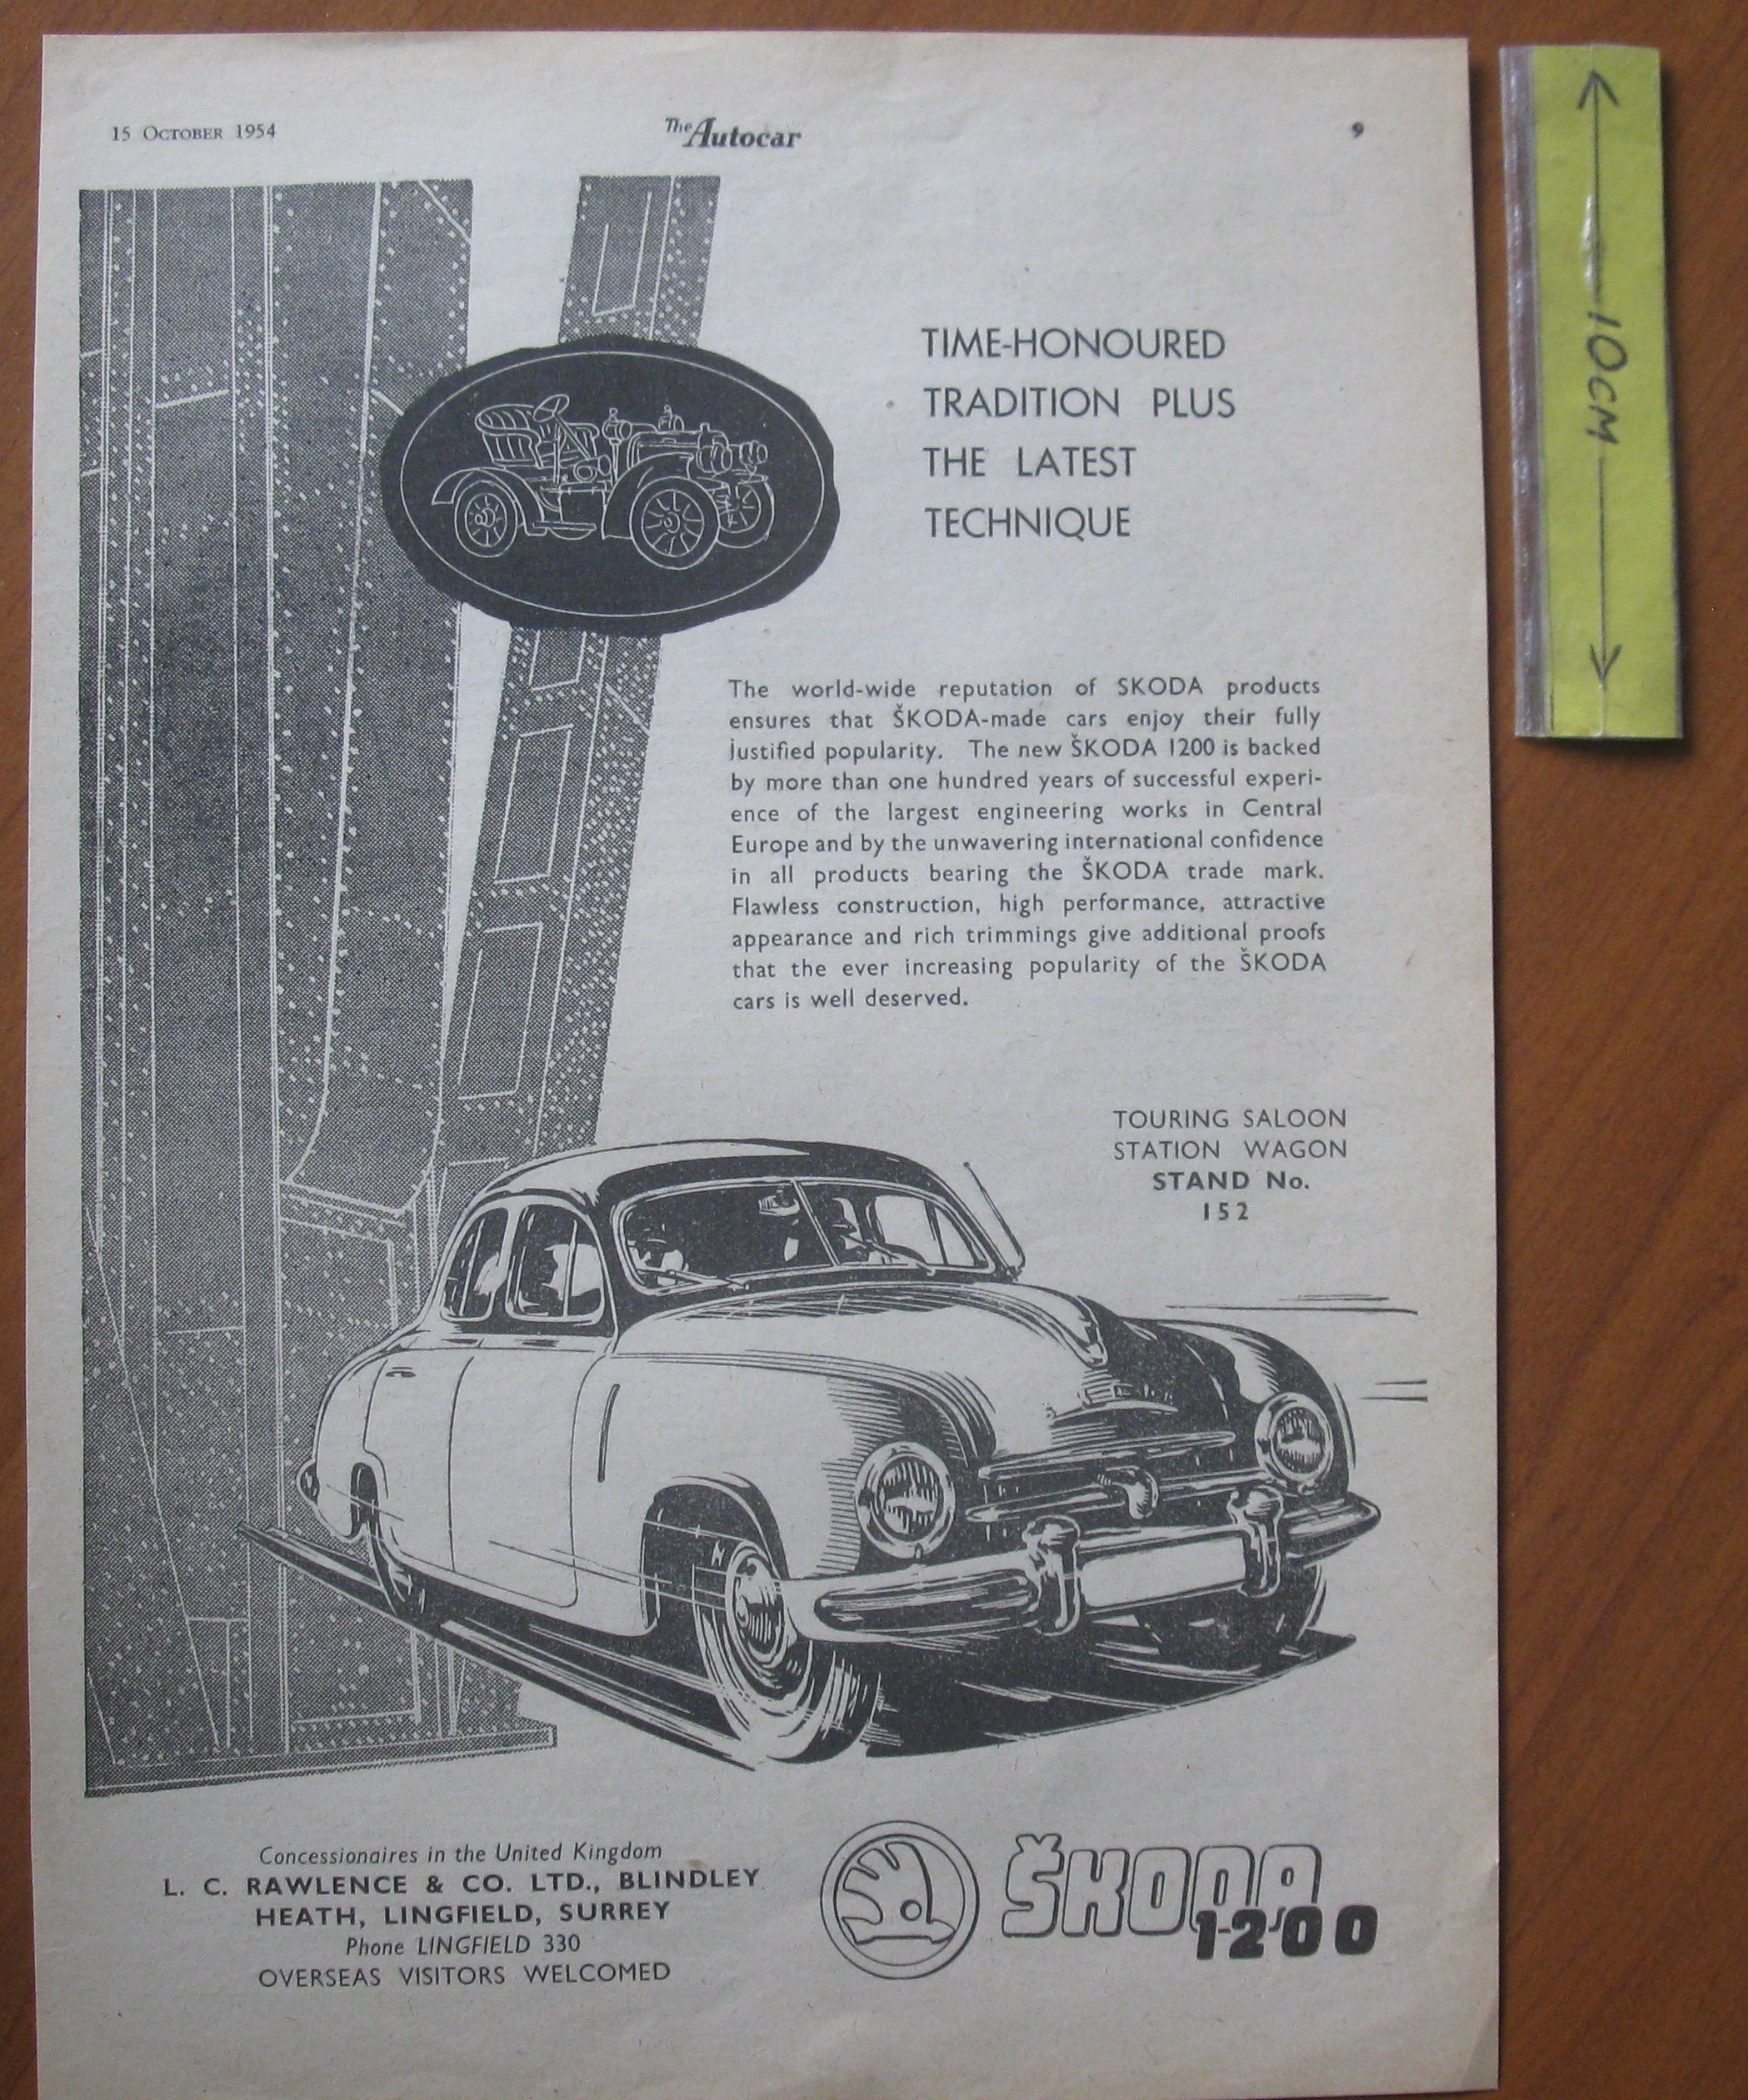 15 OCTOBER 1954
The Autocar
9
10CM
TIME-HONOURED
TRADITION PLUS
THE LATEST
TECHNIQUE
The world-wide reputation of SKODA products
ensures that ŠKODA-made cars enjoy their fully
justified popularity. The new ŠKODA 1200 is backed
by more than one hundred years of successful experi-
ence of the largest engineering works in Central
Europe and by the unwavering international confidence
in all products bearing the ŠKODA trade mark.
Flawless construction, high performance, attractive
appearance and rich trimmings give additional proofs
that the ever increasing popularity of the ŠKODA
cars is well deserved.
TOURING SALOON
STATION WAGON
STAND No.
152
Concessionaires in the United Kingdom
L. C. RAWLENCE & CO. LTD., BLINDLEY
HEATH, LINGFIELD, SURREY
Phone LINGFIELD 330
OVERSEAS VISITORS WELCOMED
ŠKODA
1200